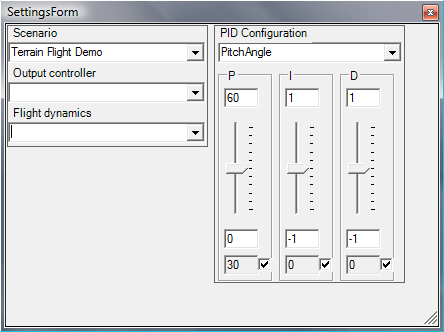 SettingsForm
Scenario
Terrain Flight Demo
Output controller
Flight dynamics
PID Configuration
PitchAngle
P I D
60 1 1
0 -1 -1
30 0 0